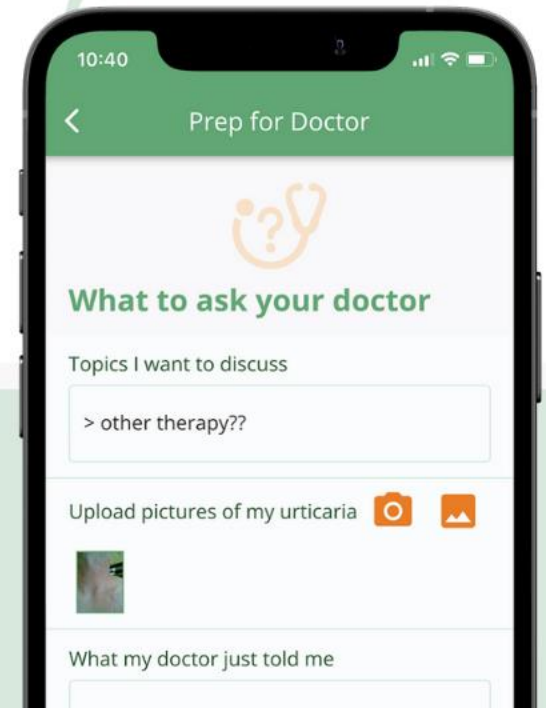 10:40
Prep for Doctor
?
What to ask your doctor
Topics I want to discuss
> other therapy??
Upload pictures of my urticaria
What my doctor just told me